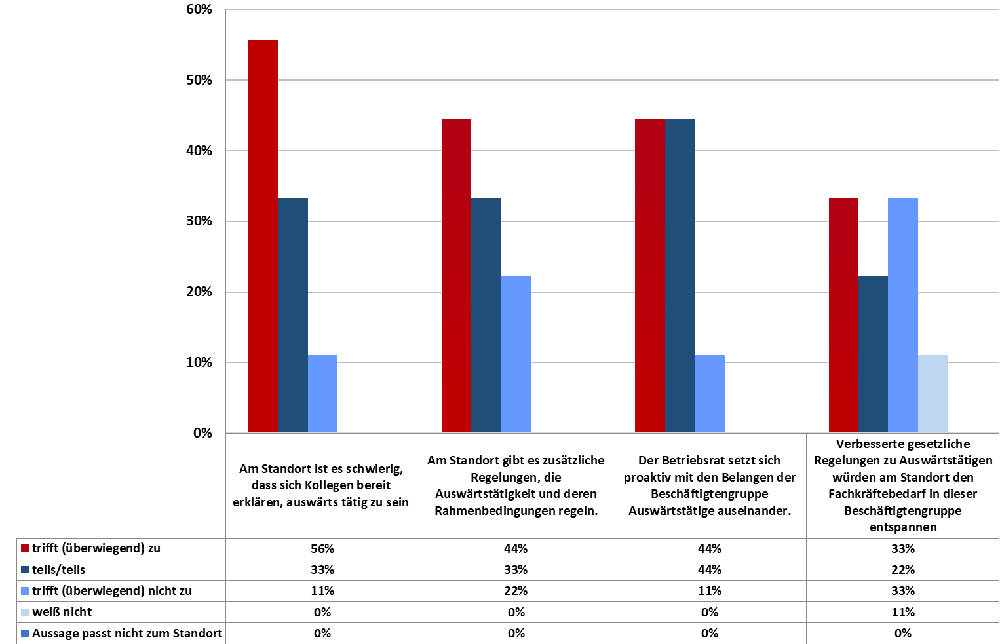 60%
50%
40%
30%
20%
10%
0%
Am Standort ist es schwierig,
dass sich Kollegen bereit
erklären, auswärts tätig zu sein
Am Standort gibt es zusätzliche
Regelungen, die
Auswärtstätigkeit und deren
Rahmenbedingungen regeln.
Der Betriebsrat setzt sich
proaktiv mit den Belangen der
Beschäftigtengruppe
Auswärtstätige auseinander.
Verbesserte gesetzliche
Regelungen zu Auswärtstätigen
würden am Standort den
Fachkräftebedarf in dieser
Beschäftigtengruppe
entspannen
trifft (überwiegend) zu 56% 44% 44% 33%
teils/teils 33% 33% 44% 22%
trifft (überwiegend) nicht zu 11% 22% 11% 33%
weiß nicht 0% 0% 0% 11%
Aussage passt nicht zum Standort 0% 0% 0% 0%